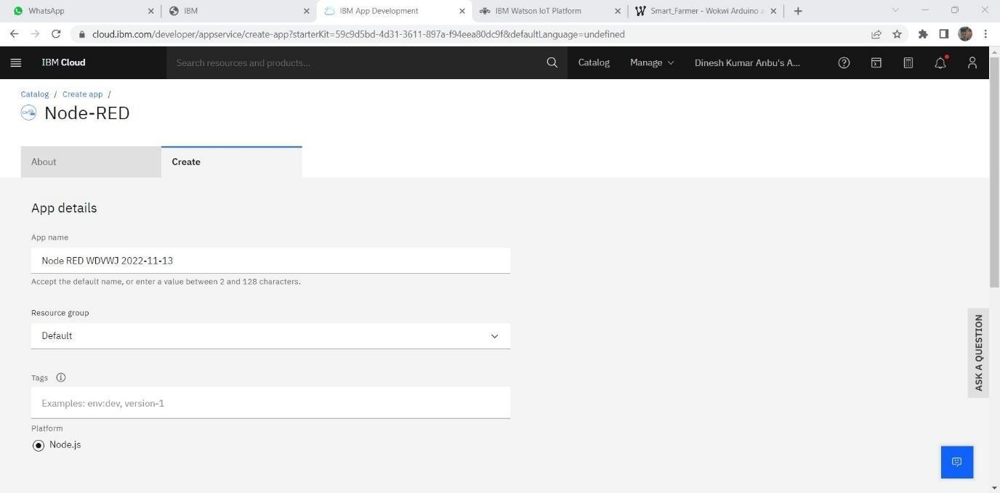 WhatsApp
IBM
IBM App Development
IBM Watson IoT Platform
Smart_Farmer - Wokwi Arduino a
cloud.ibm.com/developer/appservice/create-app?starterKit=59c9d5bd-4d31-3611-897a-f94eea80dc9f&defaultLanguage=undefined
IBM Cloud
Search resources and products...
Catalog
Manage
Dinesh Kumar Anbu's A...
Catalog / Create app /
Node-RED
About
Create
App details
App name
Node RED WDVWJ 2022-11-13
Accept the default name, or enter a value between 2 and 128 characters.
Resource group
Default
Tags
Examples: env:dev, version-1
Platform
Node.js
ASK A QUESTION